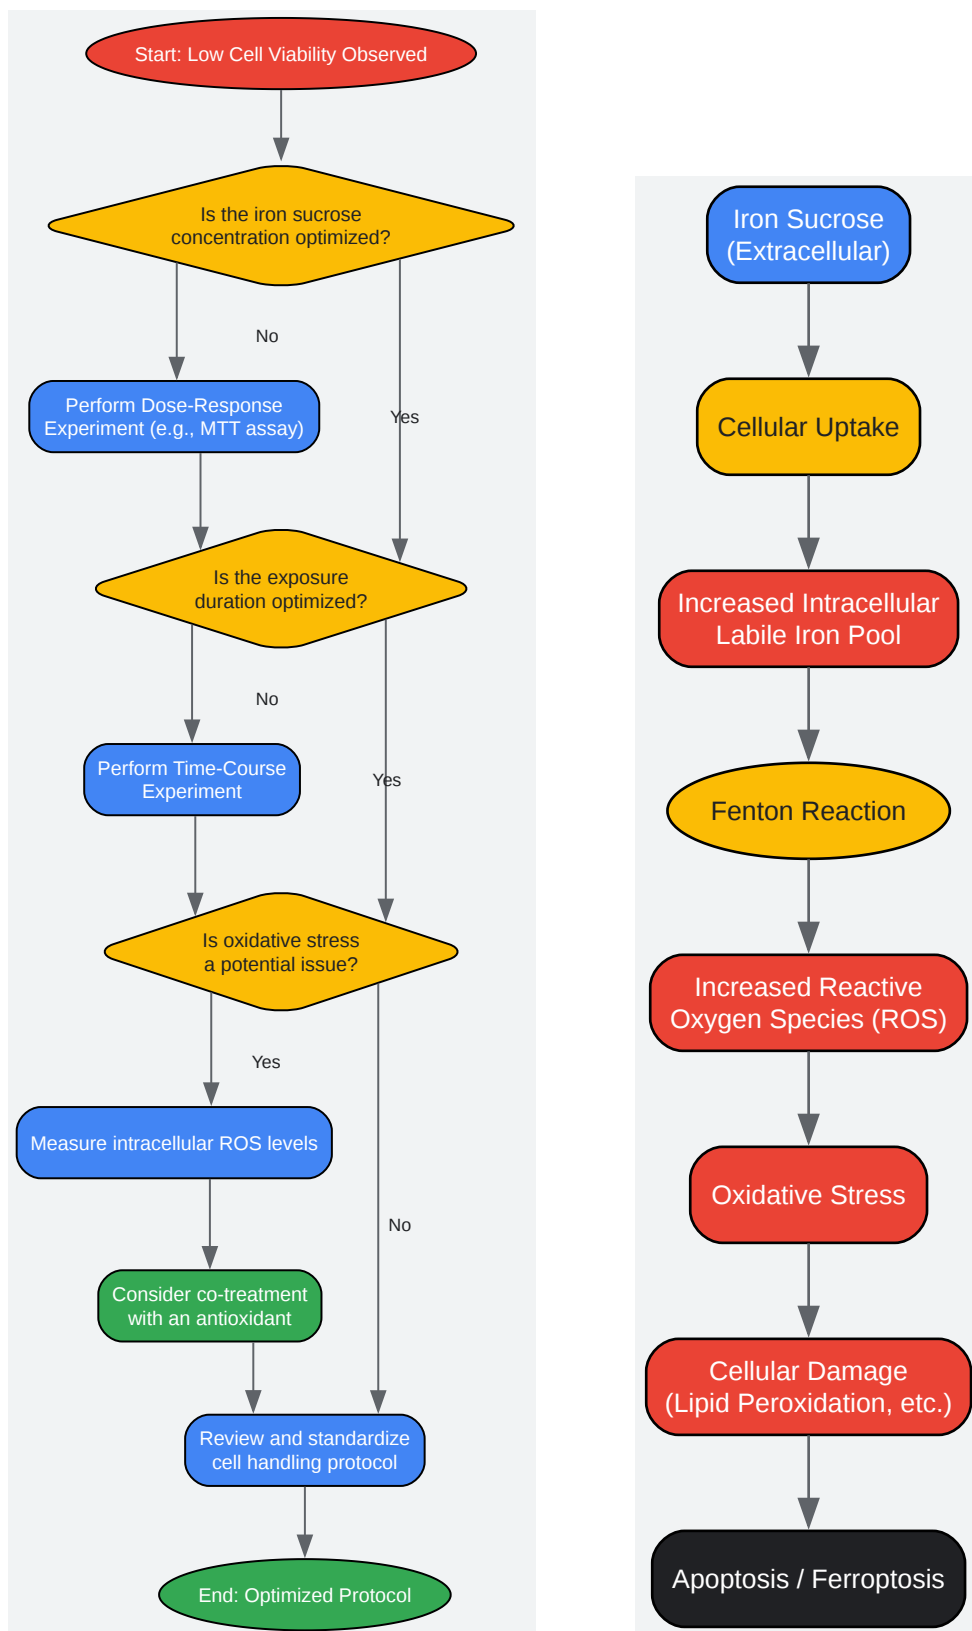 Start: Low Cell Viability Observed
Is the iron sucrose
concentration optimized?
No
Perform Dose-Response
Experiment (e.g., MTT assay)
Yes
Is the exposure
duration optimized?
No
Perform Time-Course
Experiment
Yes
Is oxidative stress
a potential issue?
Yes
Measure intracellular ROS levels
No
Consider co-treatment
with an antioxidant
Review and standardize
cell handling protocol
End: Optimized Protocol
Iron Sucrose
(Extracellular)
Cellular Uptake
Increased Intracellular
Labile Iron Pool
Fenton Reaction
Increased Reactive
Oxygen Species (ROS)
Oxidative Stress
Cellular Damage
(Lipid Peroxidation, etc.)
Apoptosis / Ferroptosis